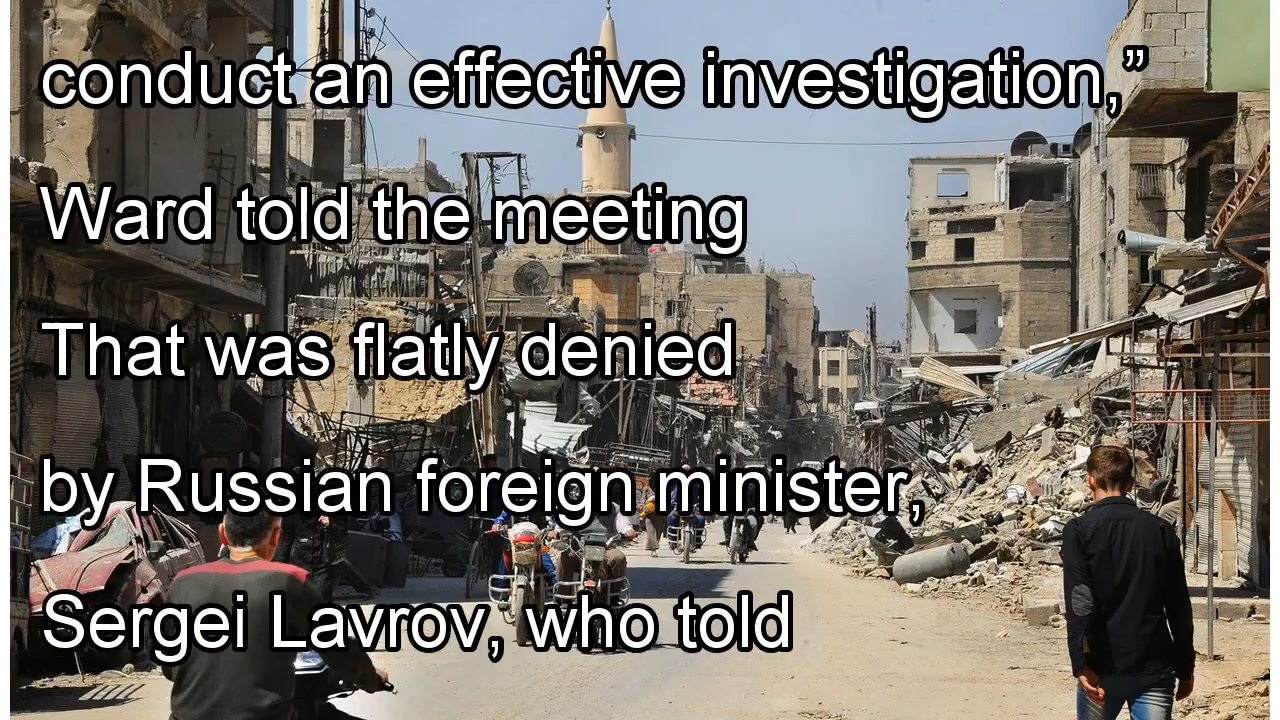 conduct an effective investigation,”
Ward told the meeting
That was flatly denied
by Russian foreign minister,
Sergei Lavrov, who told